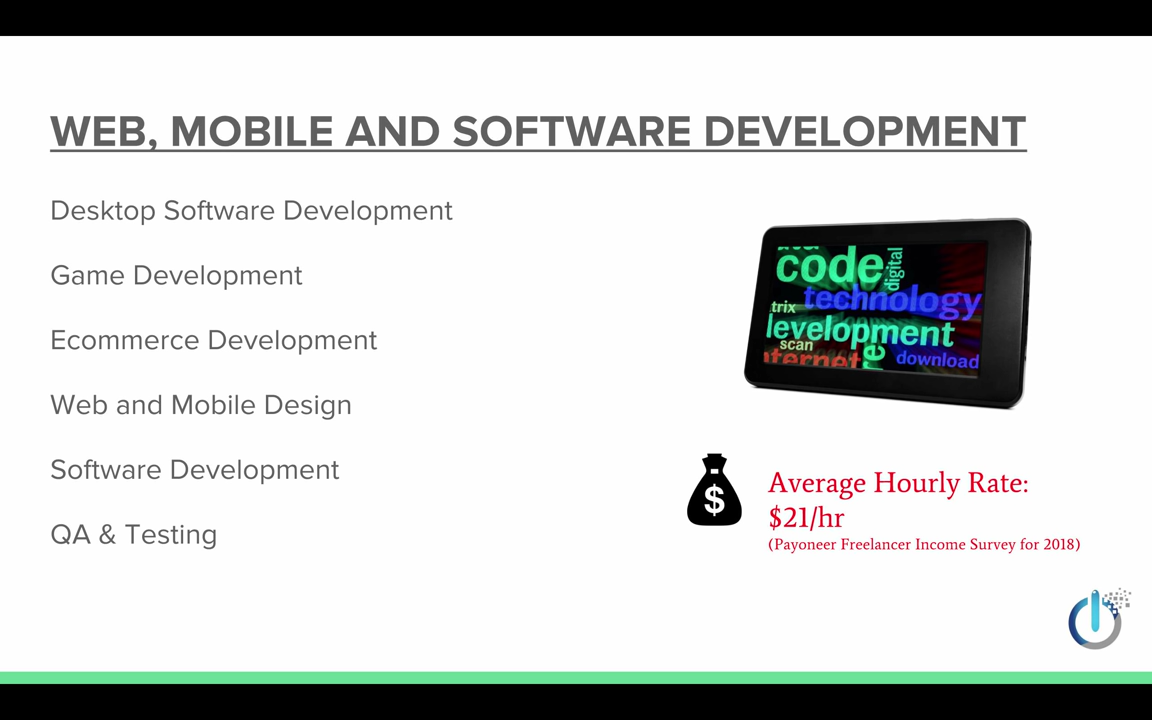 WEB, MOBILE AND SOFTWARE DEVELOPMENT
Desktop Software Development
Game Development
Ecommerce Development
Web and Mobile Design
Software Development
QA & Testing
code
digital
technology
trix
levelopment
scan
nternet
re
download
$
Average Hourly Rate:
$21/hr
(Payoneer Freelancer Income Survey for 2018)